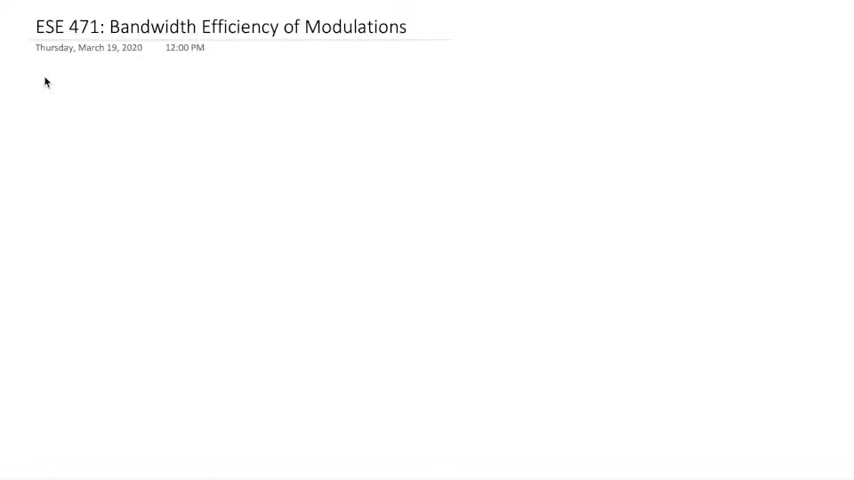 ESE 471: Bandwidth Efficiency of Modulations
Thursday, March 19, 2020 12:00 PM